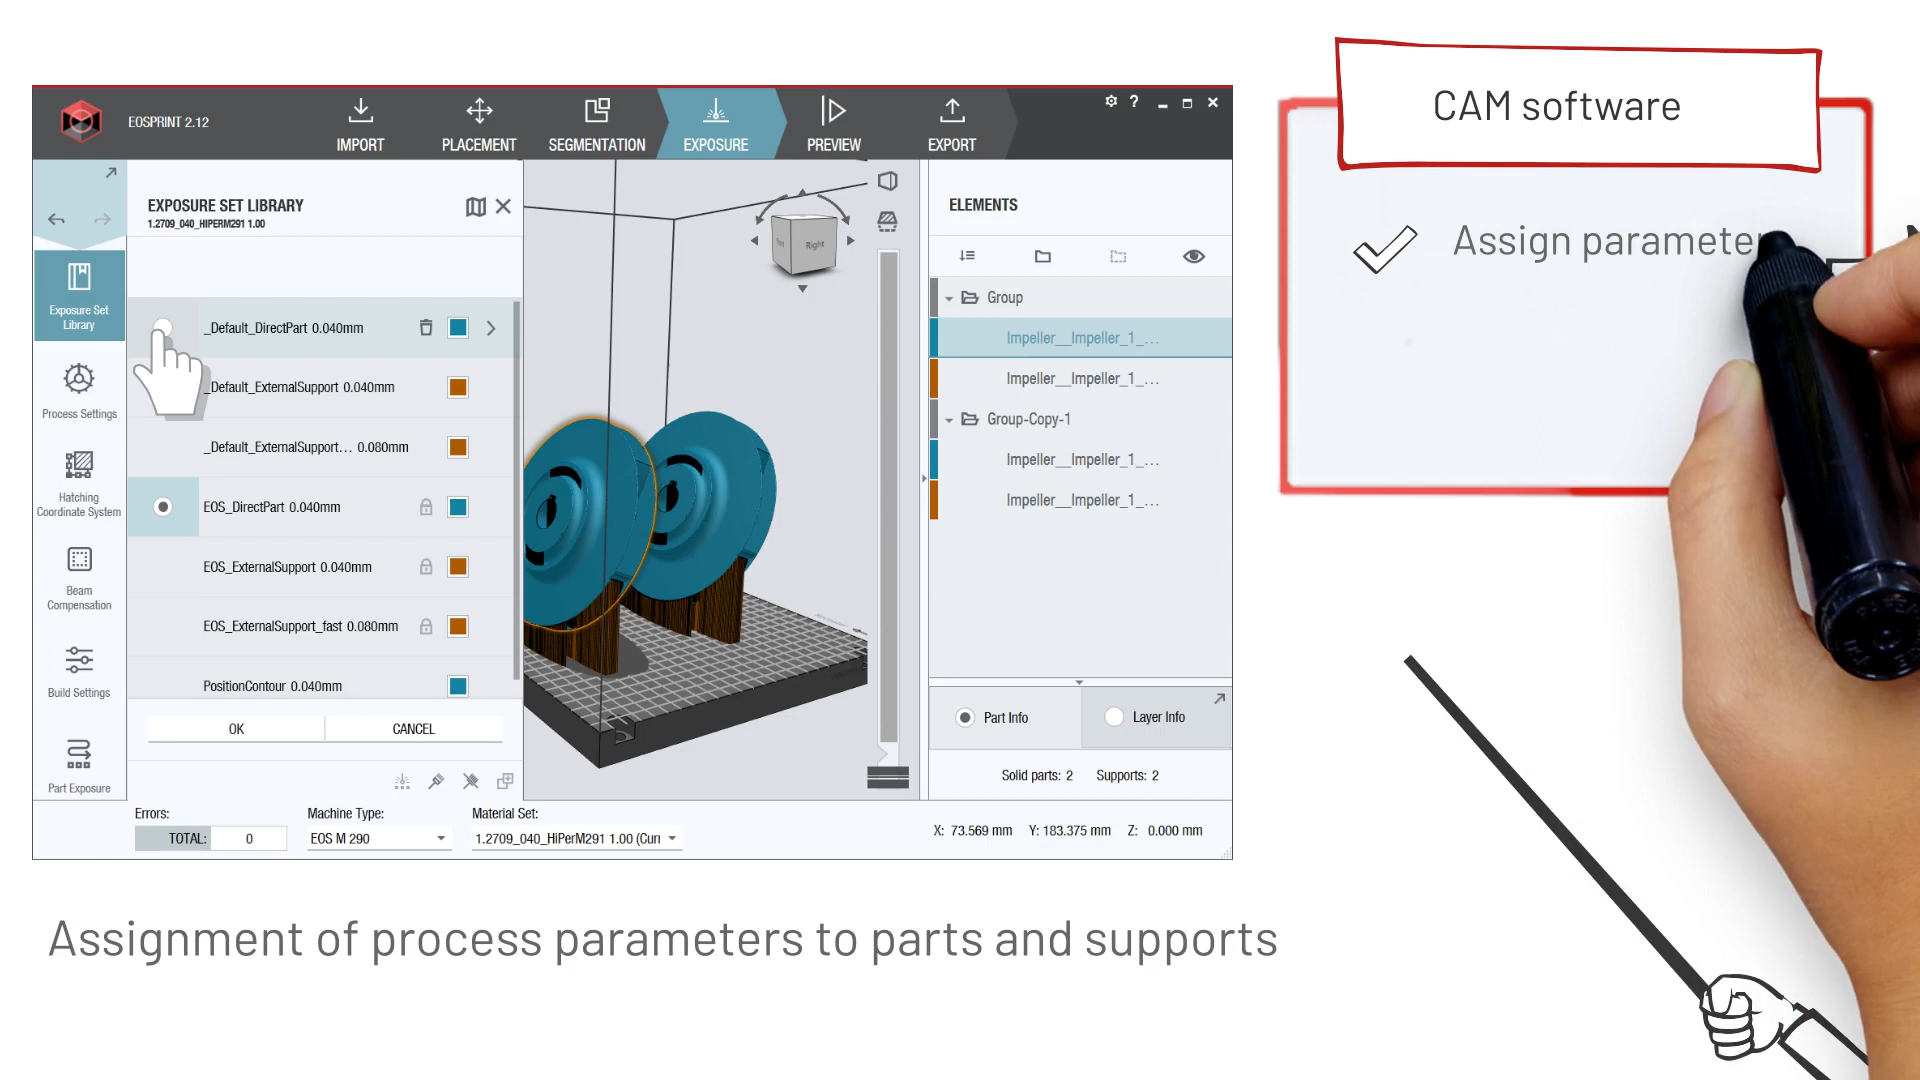 EOSPRINT 2.12
IMPORT
PLACEMENT
SEGMENTATION
EXPOSURE
PREVIEW
EXPORT
?
CAM software
Assign paramete
EXPOSURE SET LIBRARY
1.2709_040_HIPERM291 1.00
Exposure Set
Library
Process Settings
Hatching
Coordinate System
Beam
Compensation
Build Settings
Part Exposure
_Default_DirectPart 0.040mm
_Default_ExternalSupport 0.040mm
_Default_ExternalSupport... 0.080mm
EOS_DirectPart 0.040mm
EOS_ExternalSupport 0.040mm
EOS_ExternalSupport_fast 0.080mm
PositionContour 0.040mm
OK
CANCEL
Right
ELEMENTS
Group
Impeller__Impeller_1_...
Impeller__Impeller_1_...
Group-Copy-1
Impeller__Impeller_1_...
Impeller__Impeller_1_...
Part Info
Layer Info
Solid parts: 2 Supports: 2
Errors:
TOTAL: 0
Machine Type:
EOS M 290
Material Set:
1.2709_040_HiPerM291 1.00 (Curr
X: 73.569 mm Y: 183.375 mm Z: 0.000 mm
Assignment of process parameters to parts and supports